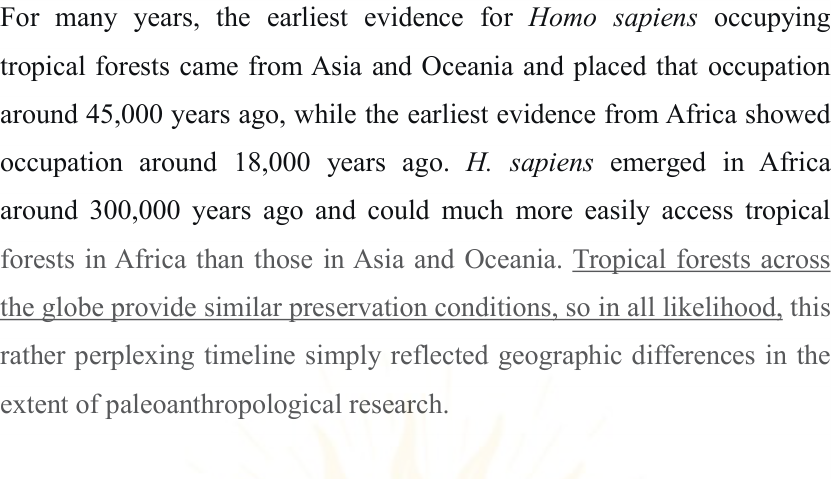 For many years, the earliest evidence for Homo sapiens occupying
tropical forests came from Asia and Oceania and placed that occupation
around 45,000 years ago, while the earliest evidence from Africa showed
occupation around 18,000 years ago. H. sapiens emerged in Africa
around 300,000 years ago and could much more easily access tropical
forests in Africa than those in Asia and Oceania. Tropical forests across
the globe provide similar preservation conditions, so in all likelihood, this
rather perplexing timeline simply reflected geographic differences in the
extent of paleoanthropological research.